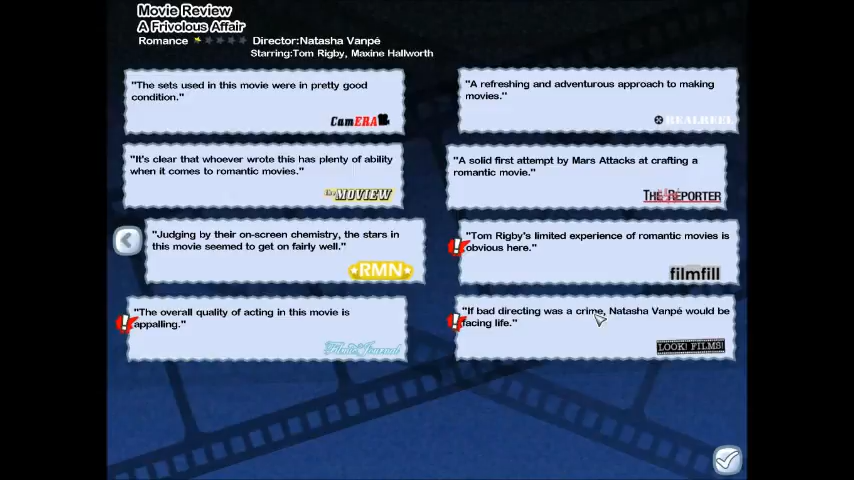 Movie Review
A Frivolous Affair
Romance
Director:Natasha Vanpé
Starring:Tom Rigby, Maxine Hallworth
"The sets used in this movie were in pretty good
condition."
CamERA
"A refreshing and adventurous approach to making
movies."
REALREEL
"It's clear that whoever wrote this has plenty of ability
when it comes to romantic movies."
The MOVIEW
"A solid first attempt by Mars Attacks at crafting a
romantic movie."
THE REPORTER
"Judging by their on-screen chemistry, the stars in
this movie seemed to get on fairly well."
RMN
"Tom Rigby's limited experience of romantic movies is
obvious here."
filmfill
"The overall quality of acting in this movie is
appalling."
Filmic Journal
"If bad directing was a crime, Natasha Vanpé would be
facing life."
LOOK! FILMS!